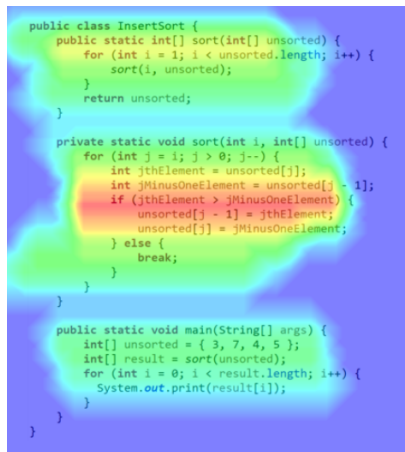 public class InsertSort {
public static int[] sort(int[] unsorted) {
for (int i = 1; i < unsorted.length; i++) {
sort(i, unsorted);
}
return unsorted;
}
private static void sort(int i, int[] unsorted) {
for (int j = i; j > 0; j--) {
int jthElement = unsorted[j];
int jMinusOneElement = unsorted[j - 1];
if (jthElement > jMinusOneElement) {
unsorted[j - 1] = jthElement;
unsorted[j] = jMinusOneElement;
} else {
break;
}
}
}
public static void main(String[] args) {
int[] unsorted = { 3, 7, 4, 5 };
int[] result = sort(unsorted);
for (int i = 0; i < result.length; i++) {
System.out.print(result[i]);
}
}
}